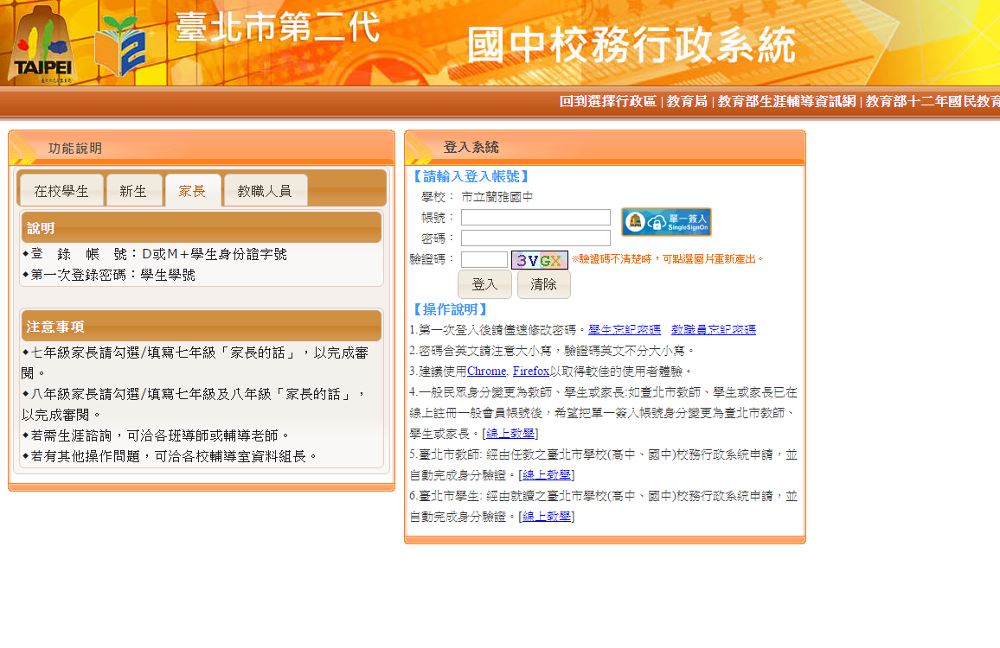 臺北市第二代
國中校務行政系統
TAIPEI
回到選擇行政區 | 教育局 | 教育部生涯輔導資訊網 | 教育部十二年國民教育
功能說明
在校學生 新生 家長 教職人員
說明
◆登 錄 帳 號：D或M+學生身份證字號
◆第一次登錄密碼：學生學號
注意事項
◆七年級家長請勾選/填寫七年級「家長的話」，以完成審
閱。
◆八年級家長請勾選/填寫七年級及八年級「家長的話」，
以完成審閱。
◆若需生涯諮詢，可洽各班導師或輔導老師。
◆若有其他操作問題，可洽各校輔導室資料組長。
登入系統
【請輸入登入帳號】
學校： 市立蘭雅國中
帳號：
單一簽入
SingleSignOn
密碼：
驗證碼： 3VGX ※驗證碼不清楚時，可點選圖片重新產出。
登入 清除
【操作說明】
1.第一次登入後請儘速修改密碼。學生忘記密碼 教職員忘記密碼
2.密碼含英文請注意大小寫，驗證碼英文不分大小寫。
3.建議使用Chrome, Firefox以取得較佳的使用者體驗。
4.一般民眾身分變更為教師、學生或家長:如臺北市教師、學生或家長已在
線上註冊一般會員帳號後，希望把單一簽入帳號身分變更為臺北市教師、
學生或家長。[線上教學]
5.臺北市教師: 經由任教之臺北市學校(高中、國中)校務行政系統申請，並
自動完成身分驗證。[線上教學]
6.臺北市學生: 經由就讀之臺北市學校(高中、國中)校務行政系統申請，並
自動完成身分驗證。[線上教學]